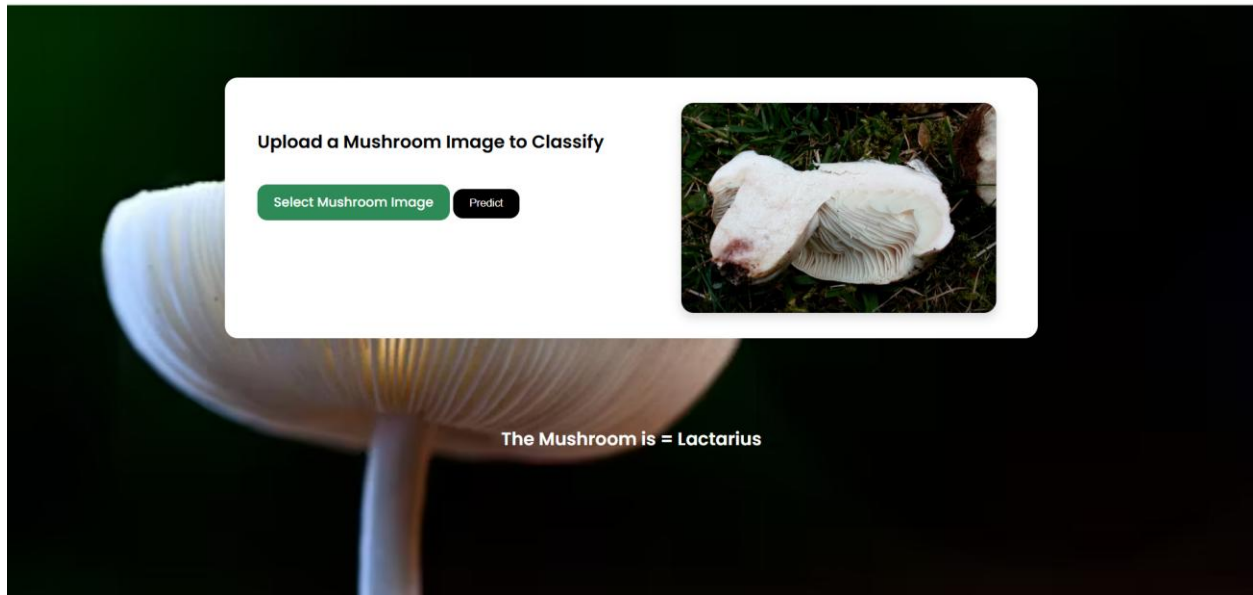 Upload a Mushroom Image to Classify
Select Mushroom Image Predict
The Mushroom is = Lactarius